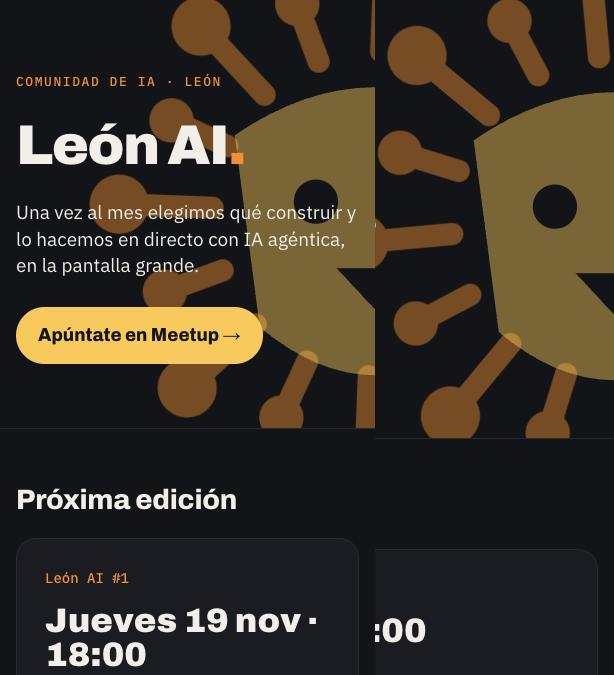 COMUNIDAD DE IA · LEÓN
León AI.
Una vez al mes elegimos qué construir y
lo hacemos en directo con IA agéntica,
en la pantalla grande.
Apúntate en Meetup →
Próxima edición
León AI #1
Jueves 19 nov ·
18:00
:00